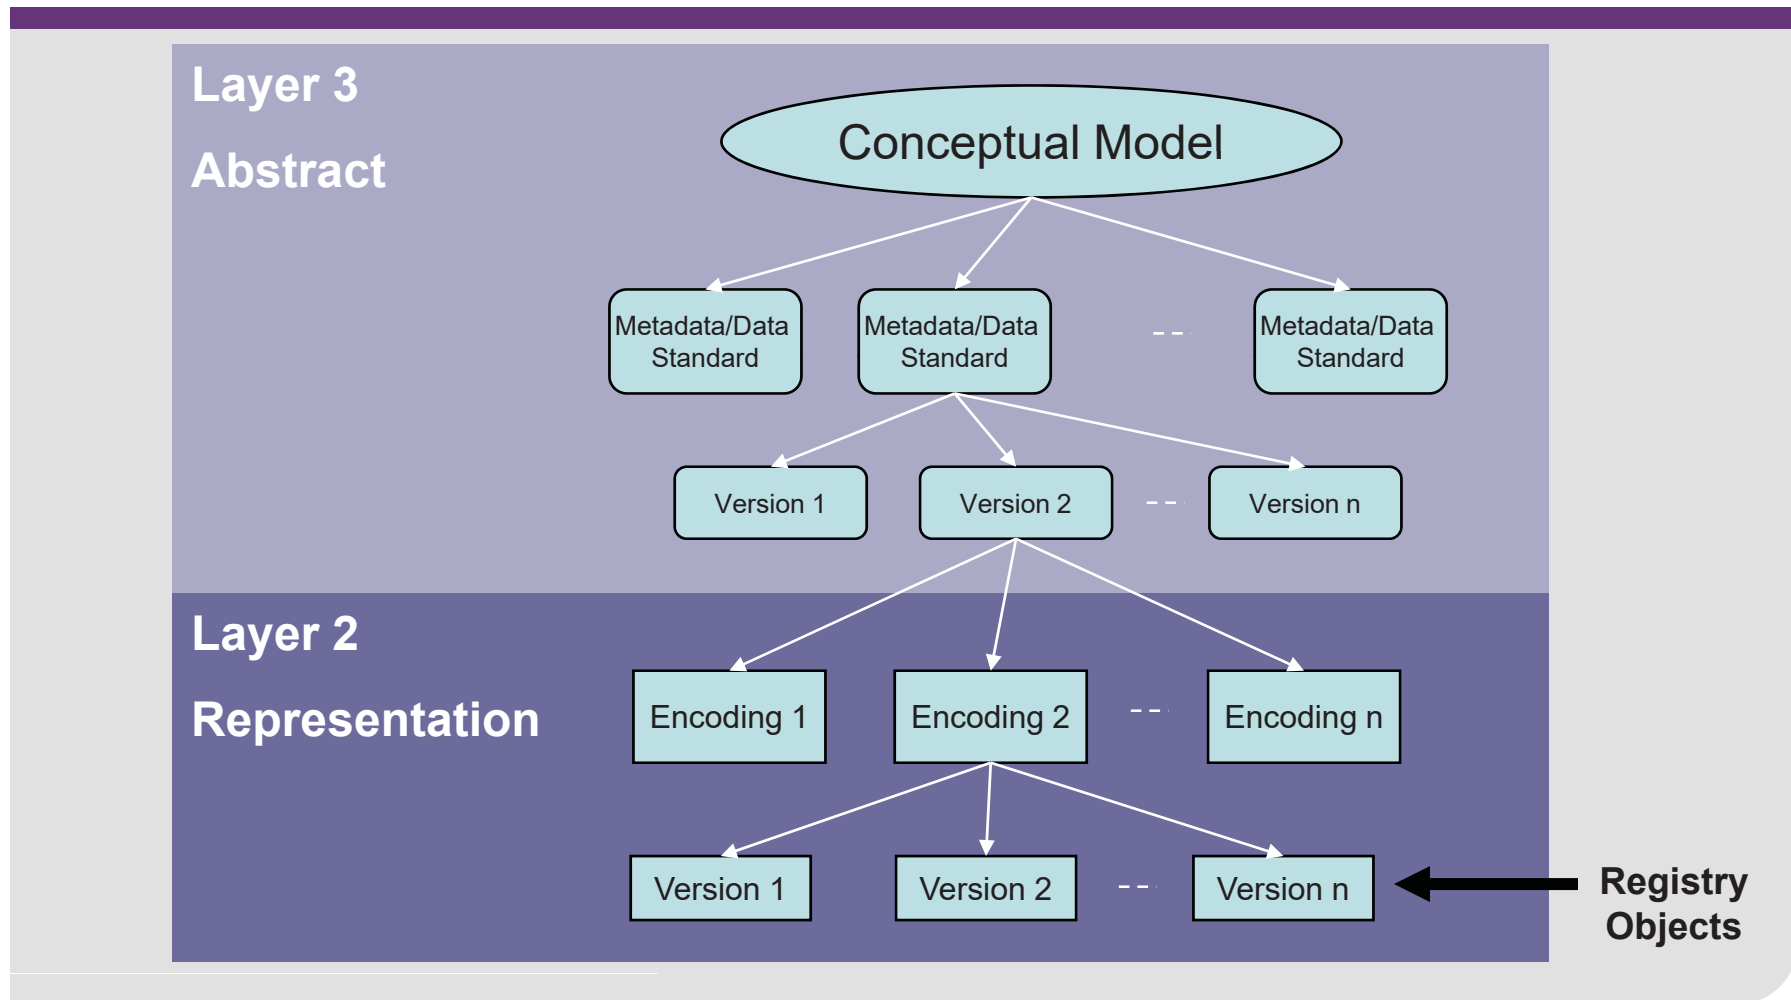 Layer 3
Abstract
Conceptual Model
Metadata/Data
Standard
Metadata/Data
Standard
Metadata/Data
Standard
Version 1
Version 2
Version n
Layer 2
Representation
Encoding 1
Encoding 2
Encoding n
Version 1
Version 2
Version n
Registry
Objects